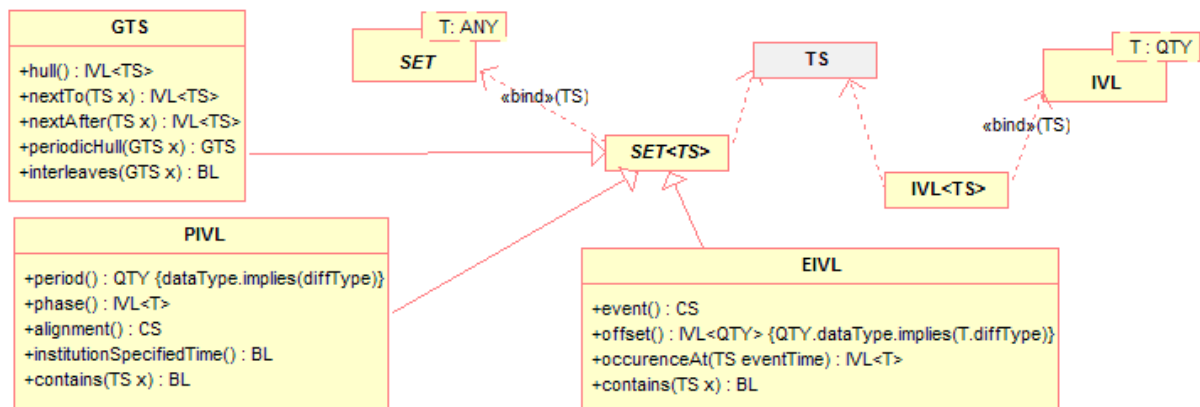 GTS
+hull() : IVL<TS>
+nextTo(TS x) : IVL<TS>
+nextAfter(TS x) : IVL<TS>
+periodicHull(GTS x) : GTS
+interleaves(GTS x) : BL
T: ANY
SET
«bind»(TS)
TS
T : QTY
IVL
«bind»(TS)
SET<TS>
IVL<TS>
PIVL
+period() : QTY {dataType.implies(diffType)}
+phase() : IVL<T>
+alignment() : CS
+institutionSpecifiedTime() : BL
+contains(TS x) : BL
EIVL
+event() : CS
+offset() : IVL<QTY> {QTY.dataType.implies(T.diffType)}
+occurenceAt(TS eventTime) : IVL<T>
+contains(TS x) : BL